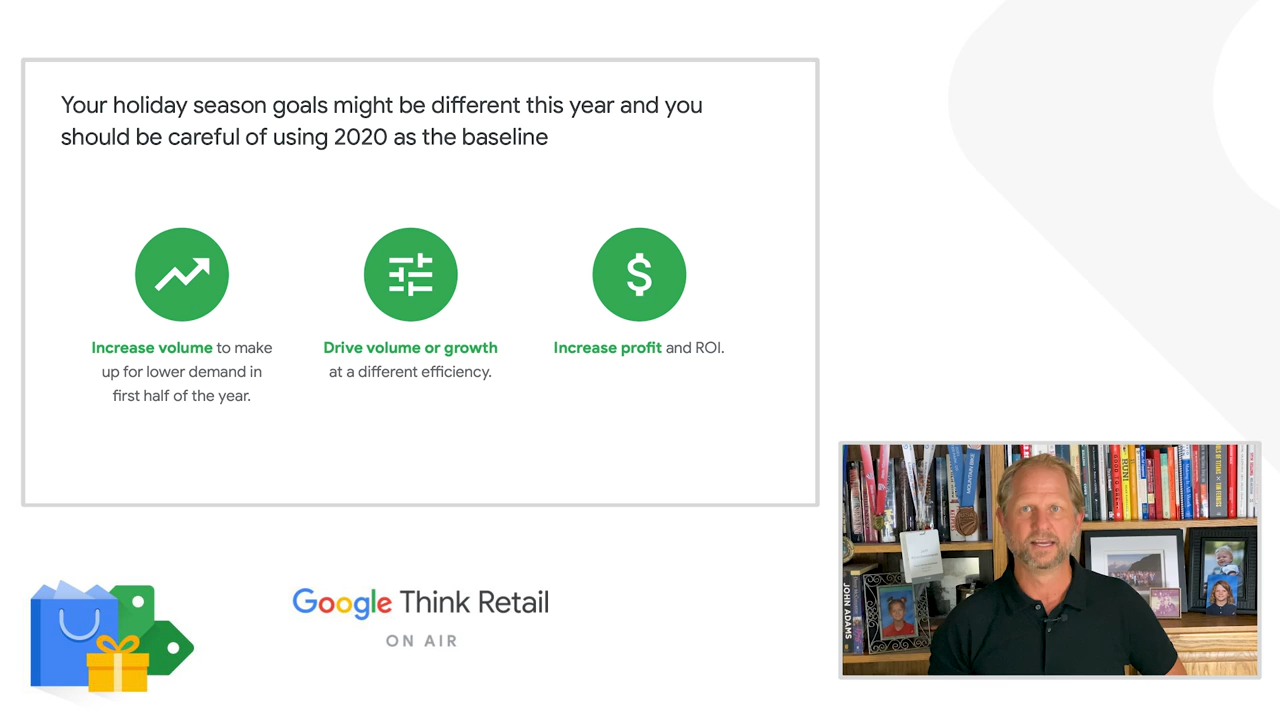 Your holiday season goals might be different this year and you
should be careful of using 2020 as the baseline
Increase volume to make
up for lower demand in
first half of the year.
Drive volume or growth
at a different efficiency.
Increase profit and ROI.
Google Think Retail
ON AIR
MOUNTAIN BIKE
JOHN ADAMS